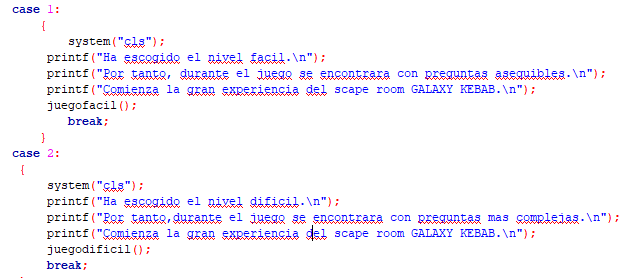 case 1:
{
system("cls");
printf("Ha escogido el nivel facil.\n");
printf("Por tanto, durante el juego se encontrara con preguntas asequibles.\n");
printf("Comienza la gran experiencia del scape room GALAXY KEBAB.\n");
juegofacil();
break;
}
case 2:
{
system("cls");
printf("Ha escogido el nivel dificil.\n");
printf("Por tanto,durante el juego se encontrara con preguntas mas complejas.\n");
printf("Comienza la gran experiencia del scape room GALAXY KEBAB.\n");
juegodificil();
break;